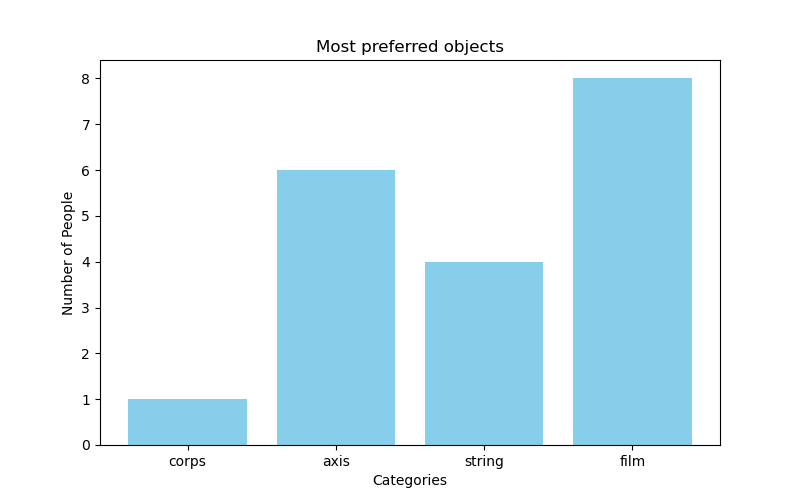 Most preferred objects
8
7
6
5
4
3
2
1
0
Number of People
corps axis string film
Categories